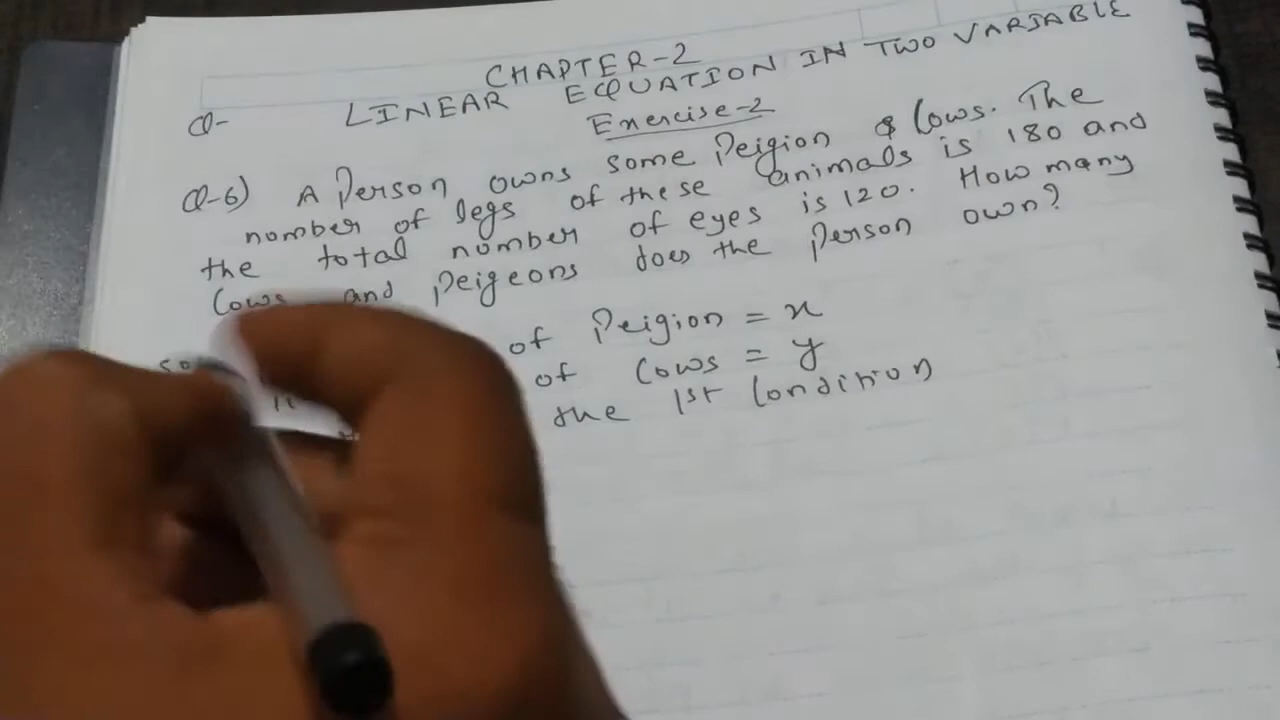 CHAPTER-2
Q- LINEAR EQUATION IN TWO VARIABLE
Exercise-2
Q-6) A Person owns some Peigion & Cows. The
number of legs of these animals is 180 and
the total number of eyes is 120. How many
Cows and Peigeons does the Person own?
of Peigion = x
of Cows = y
the 1st Condition